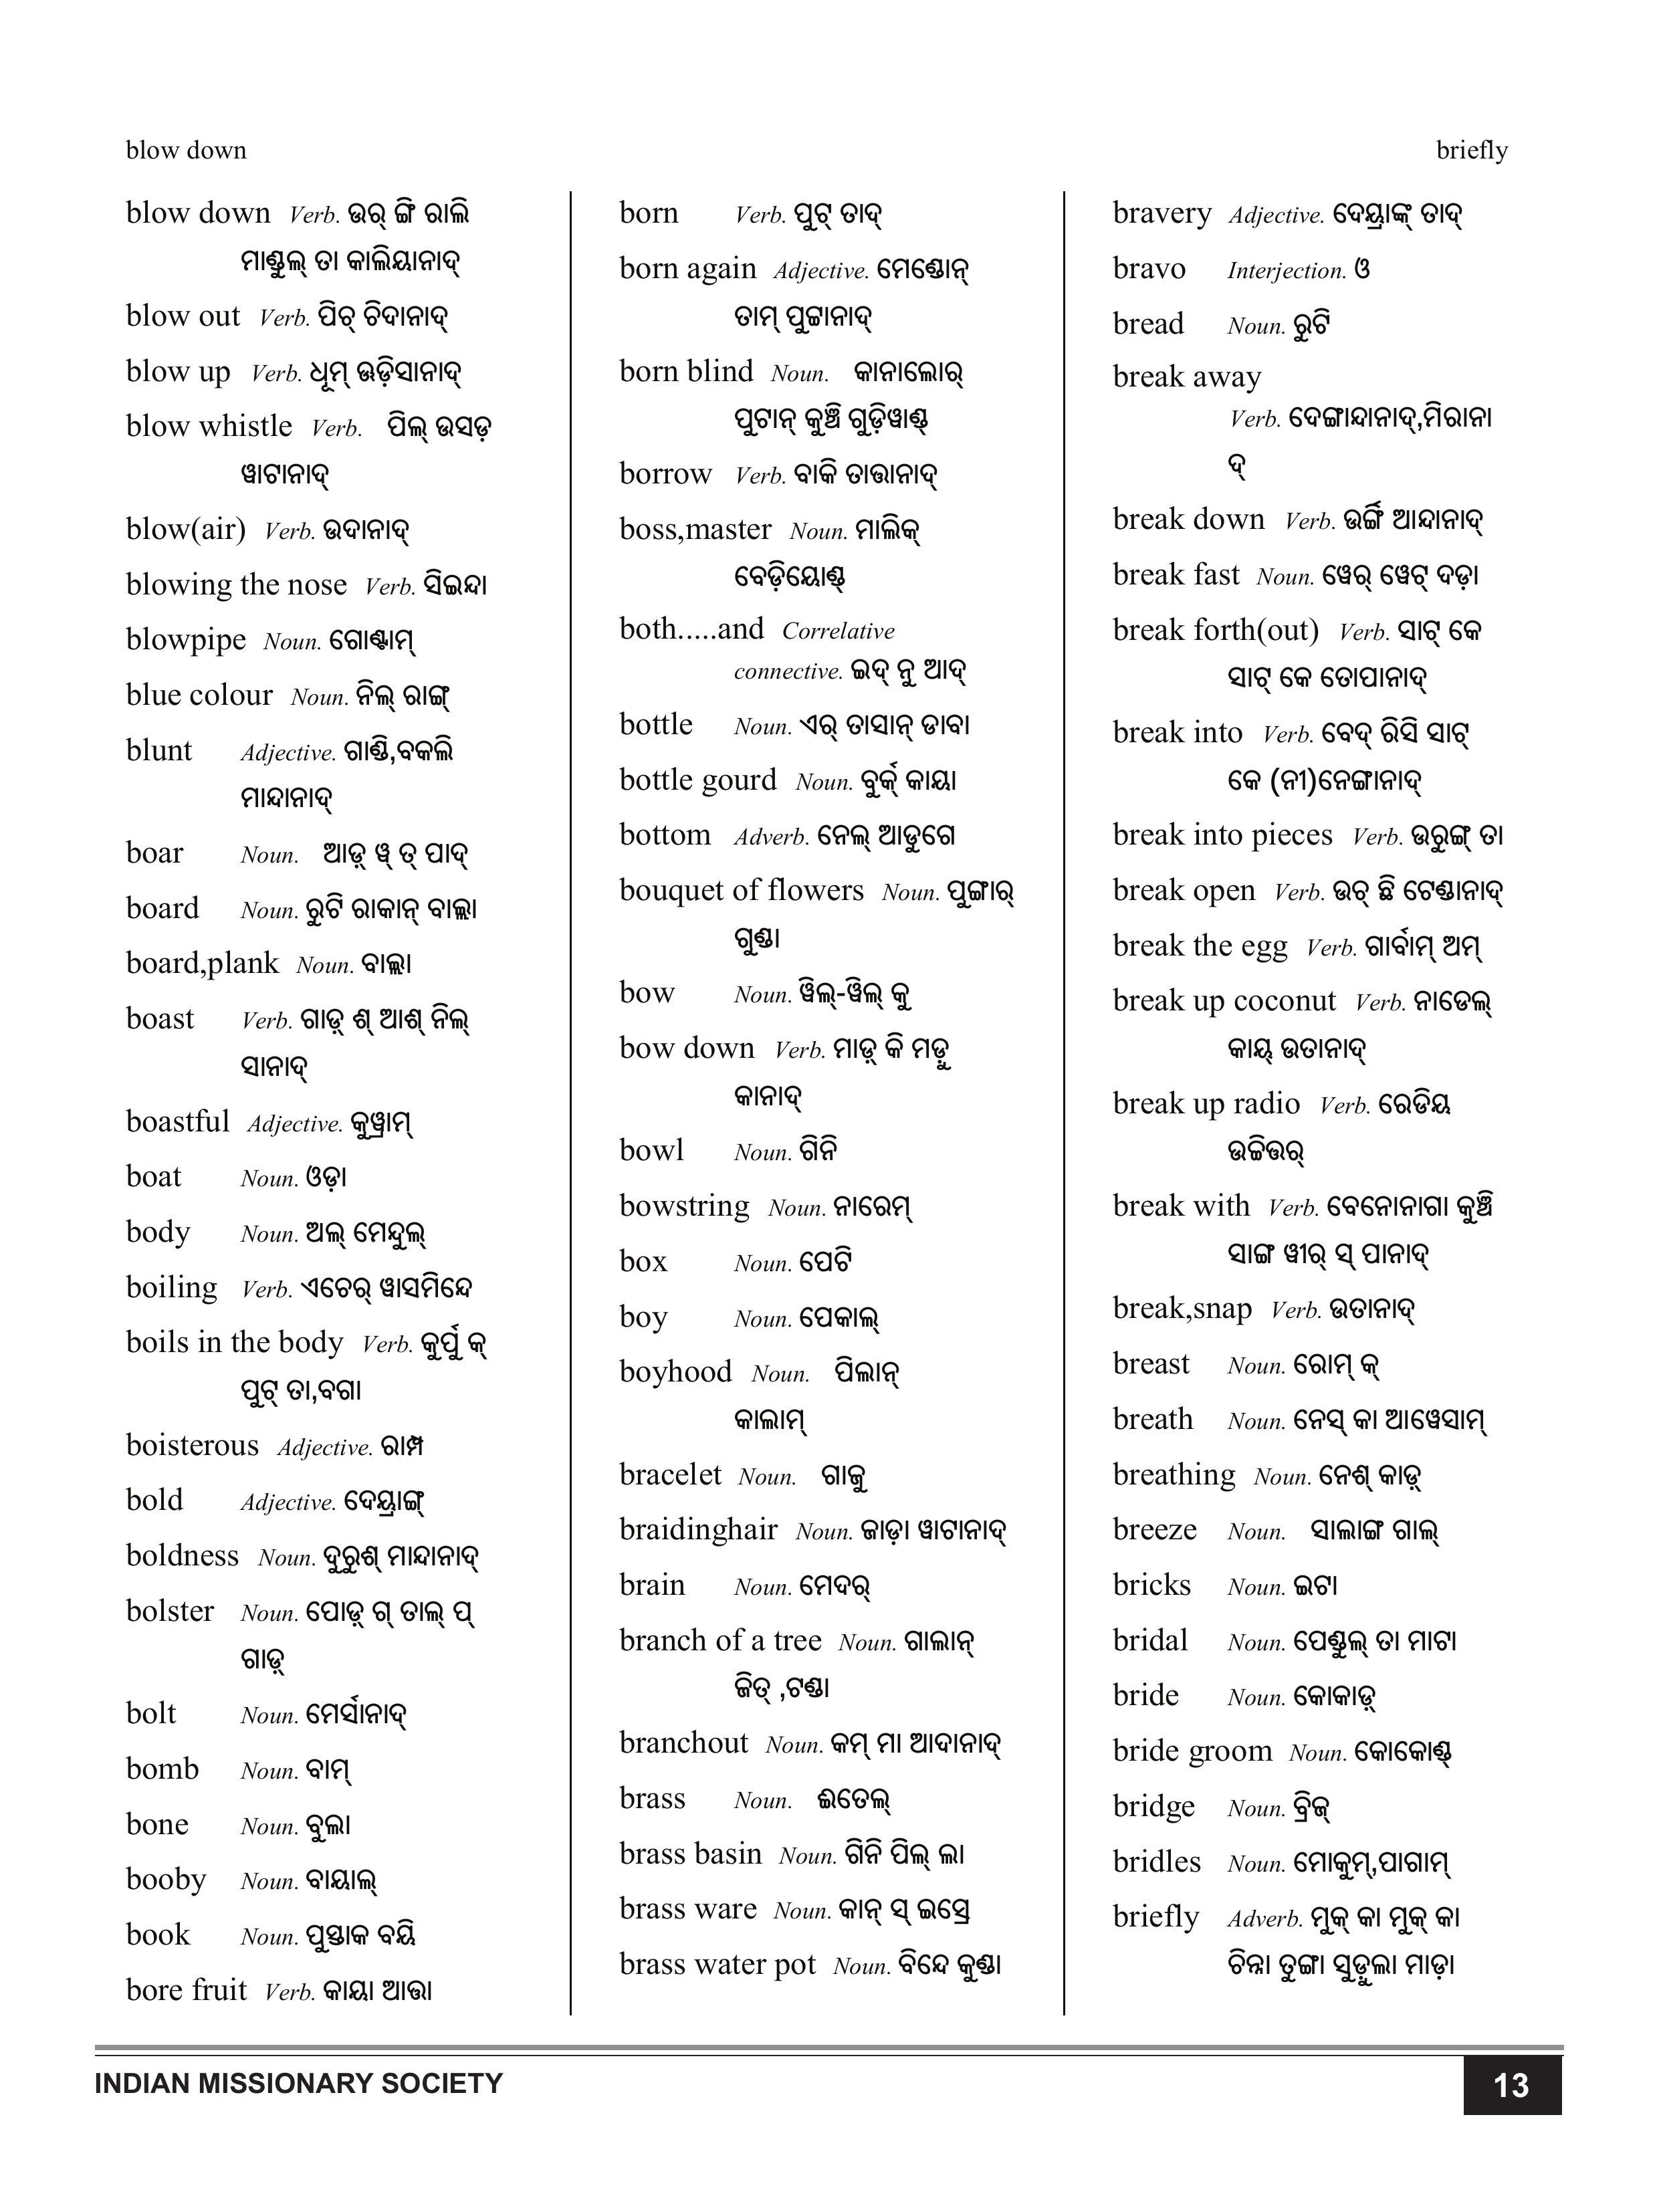 blow down
briefly
blow down Verb. ଉର୍ ଙ୍ଗି ରାଲି
ମାଣ୍ଡୁଲ୍ ତା କାଲିୟାନାଦ୍
blow out Verb. ପିଚ୍ ଚିଦାନାଦ୍
blow up Verb. ଧୂମ୍ ଊଡ଼ିସାନାଦ୍
blow whistle Verb. ପିଲ୍ ଉସଡ଼
ୱାଟାନାଦ୍
blow(air) Verb. ଉଦାନାଦ୍
blowing the nose Verb. ସିଇନ୍ଦା
blowpipe Noun. ଗୋଣ୍ଟାମ୍
blue colour Noun. ନିଲ୍ ରାଙ୍ଗ୍
blunt Adjective. ଗାଣ୍ଡି,ବକଲି
ମାନ୍ଦାନାଦ୍
boar Noun. ଆଡ଼୍ ୱ୍ ତ୍ ପାଦ୍
board Noun. ରୁଟି ରାକାନ୍ ବାଲ୍ଲା
board,plank Noun. ବାଲ୍ଲା
boast Verb. ଗାଡ଼୍ ଶ୍ ଆଶ୍ ନିଲ୍
ସାନାଦ୍
boastful Adjective. କୁୱ୍ରାମ୍
boat Noun. ଓଡ଼ା
body Noun. ଅଲ୍ ମେନ୍ଦୁଲ୍
boiling Verb. ଏଚେର୍ ୱାସମିନ୍ଦେ
boils in the body Verb. କୁର୍ପୁ କ୍
ପୁଟ୍ ତା,ବଗା
boisterous Adjective. ରାମ୍ପ
bold Adjective. ଦେୟ୍ରାଙ୍ଗ୍
boldness Noun. ଦୁରୁଶ୍ ମାନ୍ଦାନାଦ୍
bolster Noun. ପୋଡ଼୍ ଗ୍ ତାଲ୍ ପ୍
ଗାଡ଼୍
bolt Noun. ମେର୍ସାନାଦ୍
bomb Noun. ବାମ୍
bone Noun. ବୁଲା
booby Noun. ବାୟାଲ୍
book Noun. ପୁସ୍ତାକ ବୟି
bore fruit Verb. କାୟା ଆତ୍ତା
born Verb. ପୁଟ୍ ତାଦ୍
born again Adjective. ମେଣ୍ଡୋନ୍
ତାମ୍ ପୁଟ୍ଟାନାଦ୍
born blind Noun. କାନାଲୋର୍
ପୁଟାନ୍ କୁଞ୍ଚି ଗୁଡ଼ିୱାଣ୍ଡ୍
borrow Verb. ବାକି ତାତ୍ତାନାଦ୍
boss,master Noun. ମାଲିକ୍
ବେଡ଼ିୟୋଣ୍ଡ୍
both.....and Correlative
connective. ଇଦ୍ ନୁ ଆଦ୍
bottle Noun. ଏର୍ ତାସାନ୍ ଡାବା
bottle gourd Noun. ବୁର୍କ୍ କାୟା
bottom Adverb. ନେଲ୍ ଆଡୁଗେ
bouquet of flowers Noun. ପୁଙ୍ଗାର୍
ଗୁଣ୍ଡା
bow Noun. ୱିଲ୍-ୱିଲ୍ କୁ
bow down Verb. ମାଡ଼୍ କି ମଡ଼ୁ
କାନାଦ୍
bowl Noun. ଗିନି
bowstring Noun. ନାରେମ୍
box Noun. ପେଟି
boy Noun. ପେକାଲ୍
boyhood Noun. ପିଲାନ୍
କାଲାମ୍
bracelet Noun. ଗାଜୁ
braidinghair Noun. ଜାଡ଼ା ୱାଟାନାଦ୍
brain Noun. ମେଦର୍
branch of a tree Noun. ଗାଲାନ୍
ଜିତ୍ ,ଟଣ୍ଡା
branchout Noun. କମ୍ ମା ଆଦାନାଦ୍
brass Noun. ଈତେଲ୍
brass basin Noun. ଗିନି ପିଲ୍ ଲା
brass ware Noun. କାନ୍ ସ୍ ଇସ୍ରେ
brass water pot Noun. ବିନ୍ଦେ କୁଣ୍ଡା
bravery Adjective. ଦେୟ୍ରାଙ୍କ୍ ତାଦ୍
bravo Interjection. ଓ
bread Noun. ରୁଟି
break away
Verb. ଦେଙ୍ଗାନ୍ଦାନାଦ୍,ମିରାନା
ଦ୍
break down Verb. ଉର୍ଙ୍ଗି ଆନ୍ଦାନାଦ୍
break fast Noun. ୱେର୍ ୱେଟ୍ ଦଡ଼ା
break forth(out) Verb. ସାଟ୍ କେ
ସାଟ୍ କେ ତୋପାନାଦ୍
break into Verb. ବେଦ୍ ରିସି ସାଟ୍
କେ (ନୀ)ନେଙ୍ଗାନାଦ୍
break into pieces Verb. ଉରୁଙ୍ଗ୍ ତା
break open Verb. ଉଚ୍ ଛି ଟେଣ୍ଡାନାଦ୍
break the egg Verb. ଗାର୍ବାମ୍ ଅମ୍
break up coconut Verb. ନାଡେଲ୍
କାୟ୍ ଉତାନାଦ୍
break up radio Verb. ରେଡିୟ
ଉଚ୍ଚିତ୍ତର୍
break with Verb. ବେନୋନାଗା କୁଞ୍ଚି
ସାଙ୍ଗ ୱୀର୍ ସ୍ ପାନାଦ୍
break,snap Verb. ଉତାନାଦ୍
breast Noun. ରୋମ୍ କ୍
breath Noun. ନେସ୍ କା ଆୱେସାମ୍
breathing Noun. ନେଶ୍ କାଡ଼୍
breeze Noun. ସାଲାଙ୍ଗ ଗାଲ୍
bricks Noun. ଇଟା
bridal Noun. ପେଣ୍ଡୁଲ୍ ତା ମାଟା
bride Noun. କୋକାଡ଼୍
bride groom Noun. କୋକୋଣ୍ଡ୍
bridge Noun. ବ୍ରିଜ୍
bridles Noun. ମୋକୁମ୍,ପାଗାମ୍
briefly Adverb. ମୁକ୍ କା ମୁକ୍ କା
ଚିନ୍ନା ତୁଙ୍ଗା ସୁଡ଼ୁଲା ମାଡ଼ା
INDIAN MISSIONARY SOCIETY
13